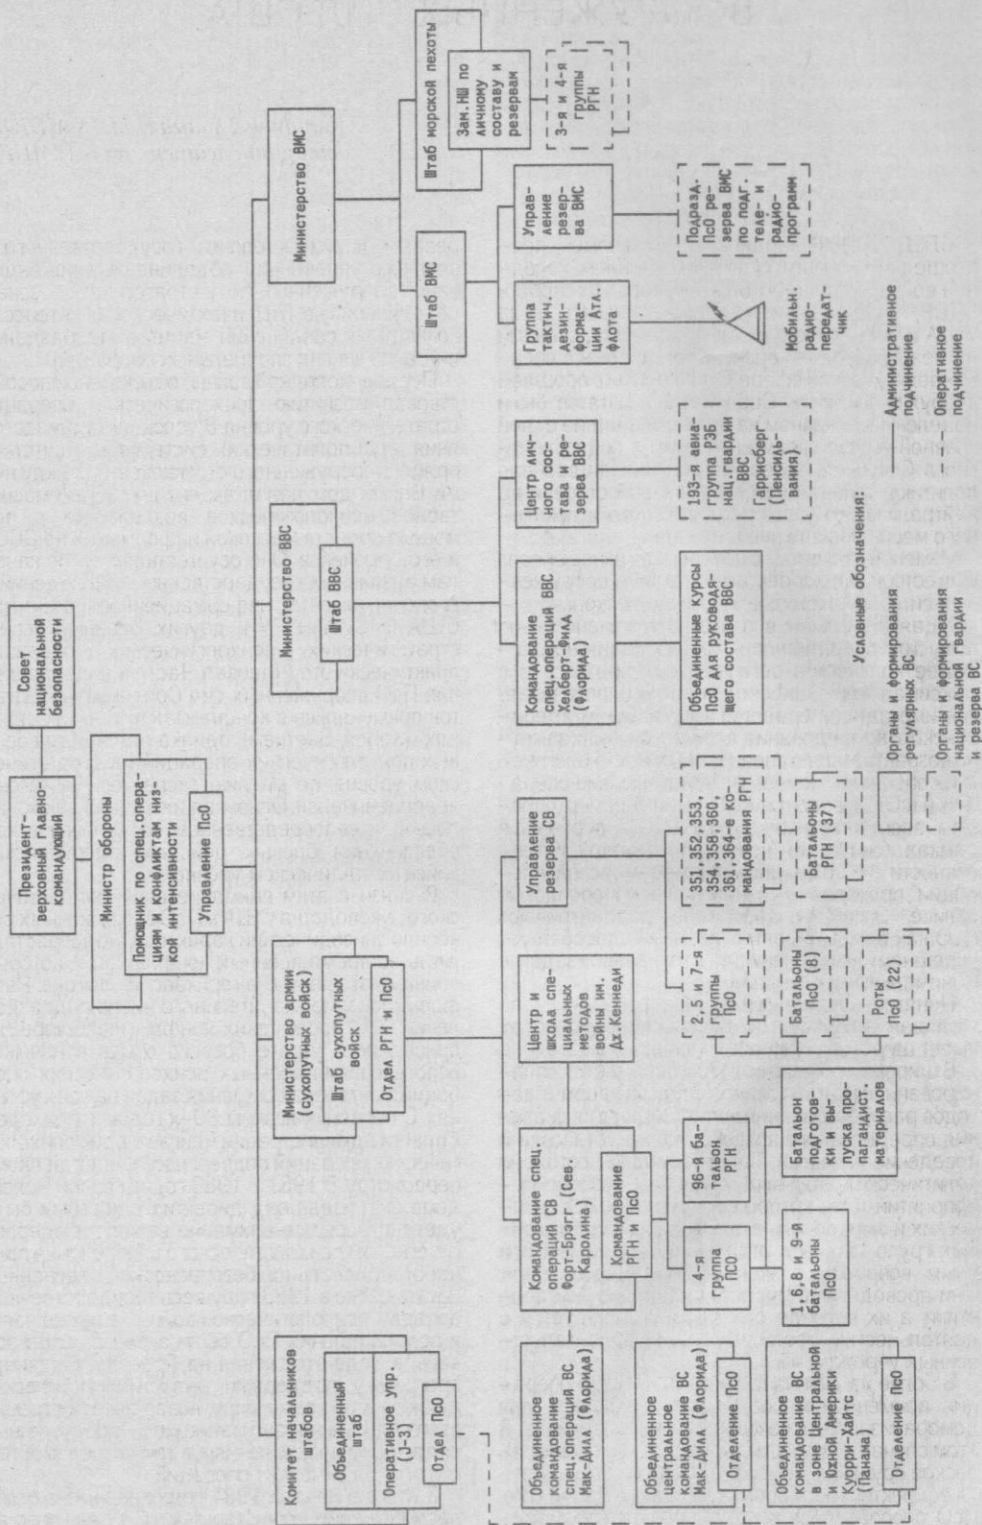 Президент-
верховный главно-
командующий
Совет
национальной
безопасности
Министр обороны
Помощник по спец.опера-
циям и конфликтам низ-
кой интенсивности
Управление ПсО
Комитет начальников
штабов
Объединенный
штаб
Оперативное упр.
(J-3)
Отдел ПсО
Министерство армии
(сухопутных войск)
Штаб сухопутных
войск
Отдел РГН и ПсО
Министерство ВВС
Штаб ВВС
Министерство ВМС
Штаб ВМС
Штаб морской пехоты
Зам.НШ по
личному
составу и
резервам
3-я и 4-я
группы
РГН
Объединенное
командование
спец.операций ВС
Мак-Дилл (Флорида)
Командование спец.
операций СВ
Форт-Брэгг (Сев.
Каролина)
Командование
РГН и ПсО
Центр и
школа спе-
циальных
методов
войны им.
Дж.Кеннеди
Управление
резерва СВ
Командование
спец.операций ВВС
Хелберт-Филд
(Флорида)
Центр лич-
ного сос-
тава и ре-
зерва ВВС
Группа
тактич.
дезин-
форма-
ции Атл.
флота
Управ-
ление
резер-
ва ВМС
Объединенное
центральное
командование ВС
Мак-Дилл (Флорида)
Отделение ПсО
4-я
группа
ПСО
96-й ба-
тальон
РГН
2,5 и 7-я
группы
ПсО
351,352,353,
354,358,360,
361,364-е ко-
мандования РГН
Объединенные курсы
ПсО для руководя-
щего состава ВВС
193-я авиа-
группа РЭБ
нац.гвардии
ВВС
Гаррисберг
(Пенсиль-
вания)
Мобильн.
радио-
передат-
чик
Подразд.
ПсО ре-
зерва ВМС
по подг.
теле- и
радио-
программ
Объединенное
командование ВС
в зоне Центральной
и Южной Америки
Куорри-Хайтс
(Панама)
Отделение ПсО
1,6,8 и 9-й
батальоны
ПсО
Батальон
подготов-
ки и вы-
пуска про-
пагандист.
материалов
Батальоны
ПсО (8)
Роты
ПсО (22)
Батальоны
РГН (37)
Условные обозначения:
Органы и формирования
регулярных ВС
Органы и формирования
национальной гвардии
и резерва ВС
Административное
подчинение
Оперативное
подчинение